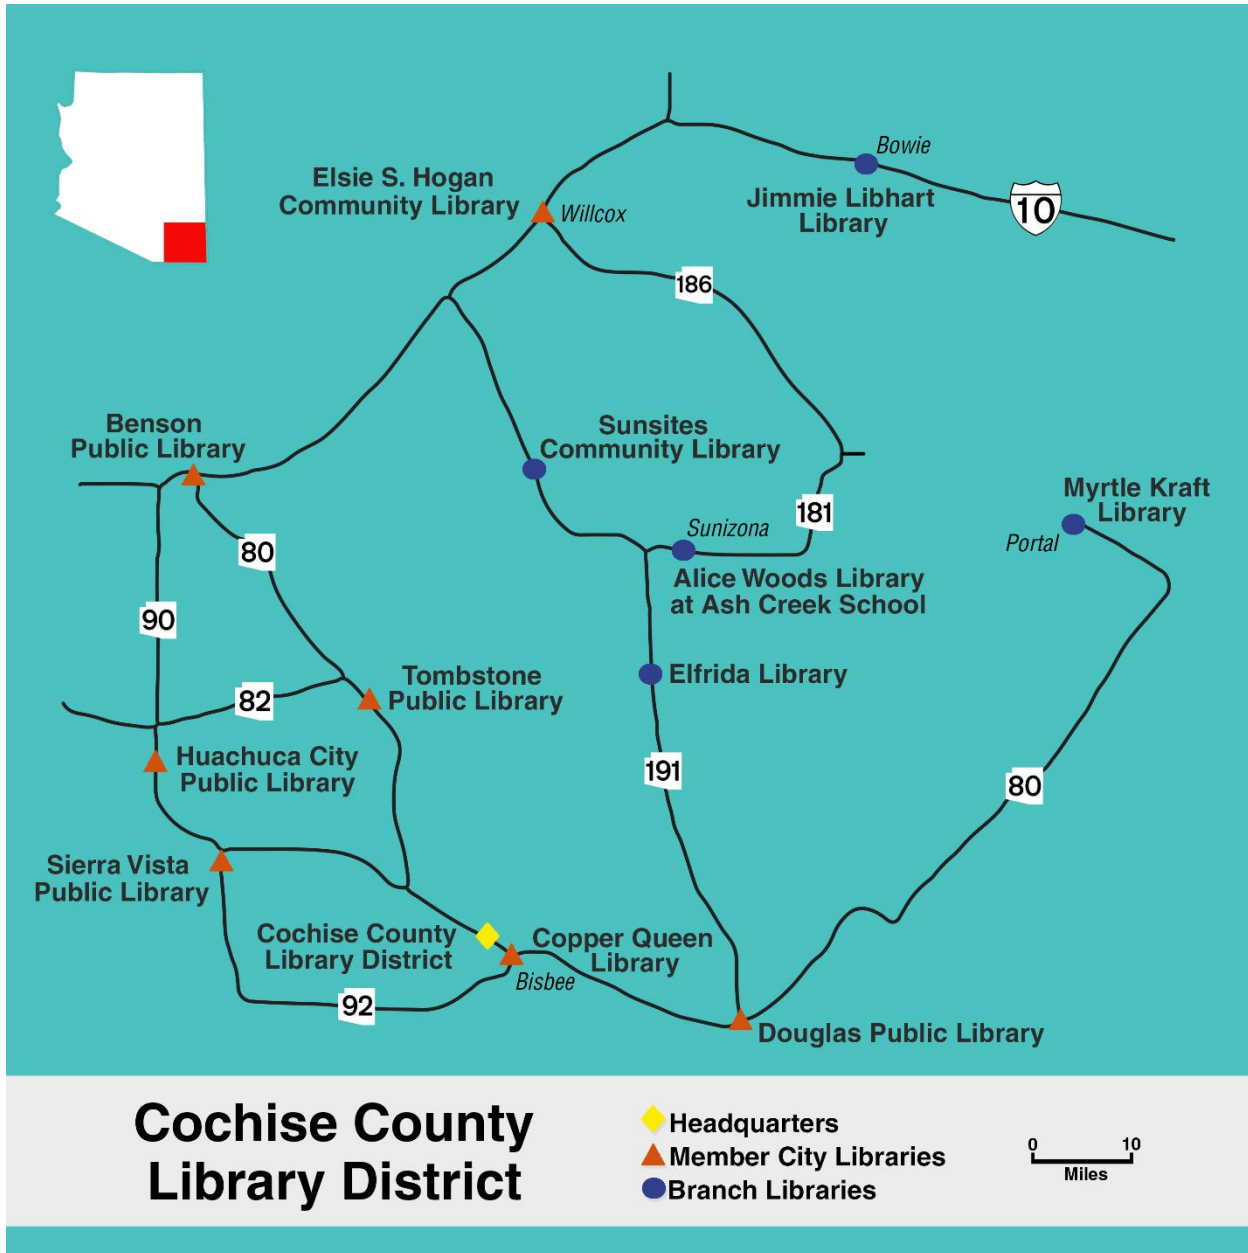 Bowie
Elsie S. Hogan
Community Library
Willcox
Jimmie Libhart
Library
10
186
Benson
Public Library
Sunsites
Community Library
Myrtle Kraft
Library
Portal
181
Sunizona
80
Alice Woods Library
at Ash Creek School
90
Tombstone
Public Library
Elfrida Library
82
Huachuca City
Public Library
191
80
Sierra Vista
Public Library
Cochise County
Library District
Copper Queen
Library
Bisbee
92
Douglas Public Library
Cochise County
Library District
Headquarters
Member City Libraries
Branch Libraries
0 10
Miles